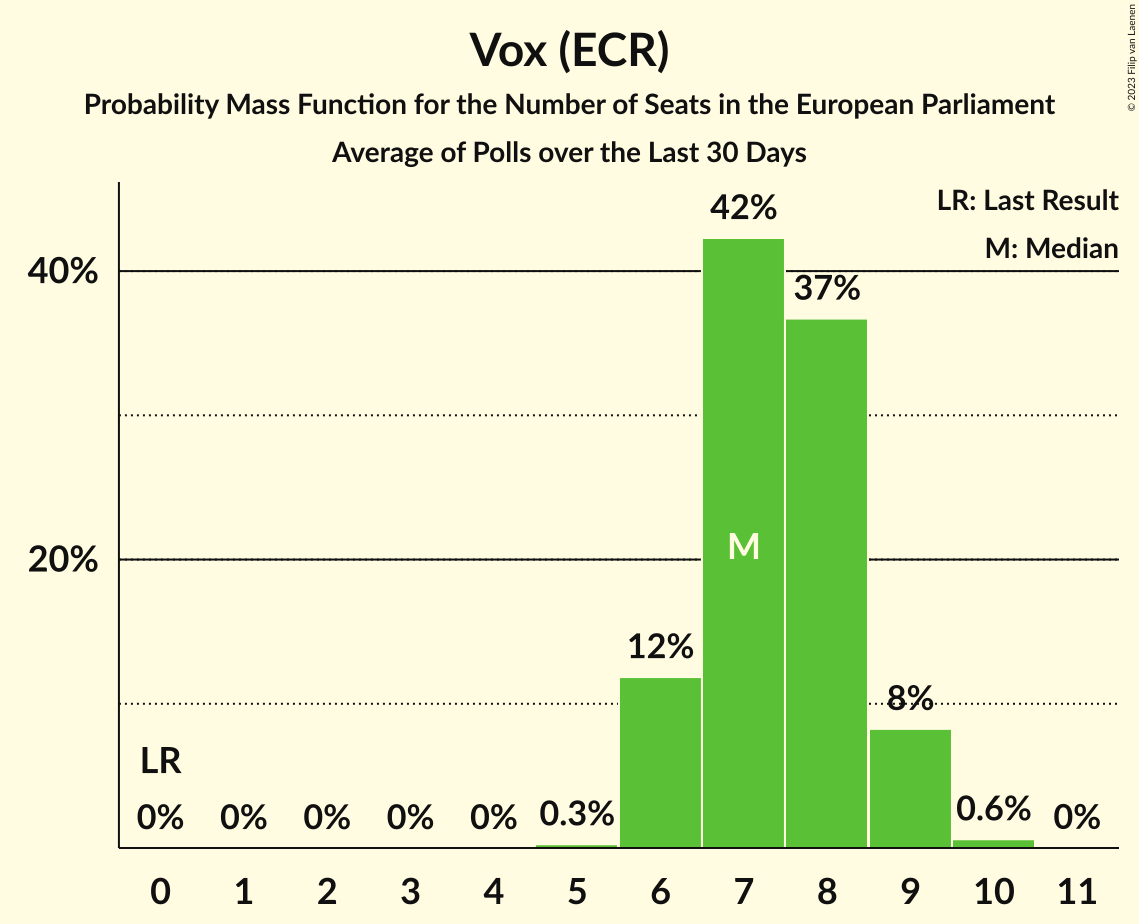 Vox (ECR)
Probability Mass Function for the Number of Seats in the European Parliament
Average of Polls over the Last 30 Days
© 2023 Filip van Laenen
LR: Last Result
M: Median
42%
40%
37%
20%
M
12%
8%
LR
0% 0% 0% 0% 0% 0.3% 0.6% 0%
0 1 2 3 4 5 6 7 8 9 10 11